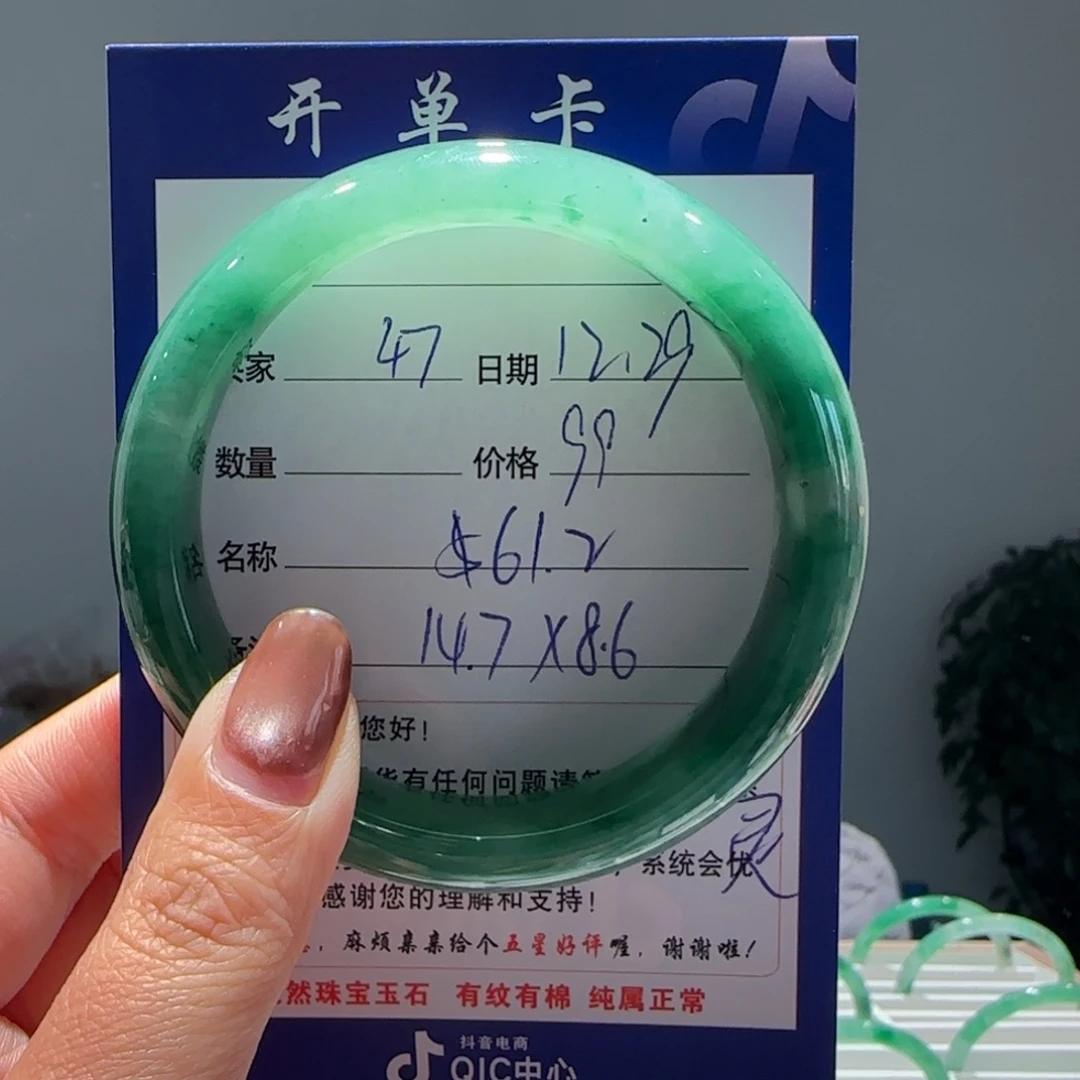 开单卡
家 47 日期 12.29
数量 价格 99
名称 61.2
14.7 X 8.6
您好!
有任何问题请
系统会优
灵
感谢您的理解和支持!
,麻烦亲亲给个五星好评喔,谢谢啦!
然珠宝玉石 有纹有棉 纯属正常
抖音电商
QIC中心